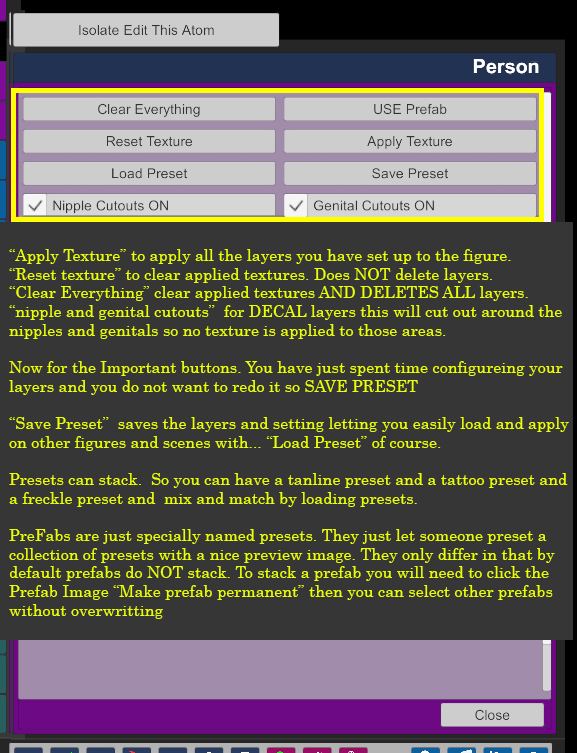 Isolate Edit This Atom
Person
Clear Everything
USE Prefab
Reset Texture
Apply Texture
Load Preset
Save Preset
Nipple Cutouts ON
Genital Cutouts ON
“Apply Texture” to apply all the layers you have set up to the figure.
“Reset texture” to clear applied textures. Does NOT delete layers.
“Clear Everything” clear applied textures AND DELETES ALL layers.
“nipple and genital cutouts”  for DECAL layers this will cut out around the
nipples and genitals so no texture is applied to those areas.
Now for the Important buttons. You have just spent time configureing your
layers and you do not want to redo it so SAVE PRESET
“Save Preset”  saves the layers and setting letting you easily load and apply
on other figures and scenes with... “Load Preset” of course.
Presets can stack.  So you can have a tanline preset and a tattoo preset and
a freckle preset and  mix and match by loading presets.
PreFabs are just specially named presets. They just let someone preset a
collection of presets with a nice preview image. They only differ in that by
default prefabs do NOT stack. To stack a prefab you will need to click the
Prefab Image “Make prefab permanent” then you can select other prefabs
without overwritting
Close